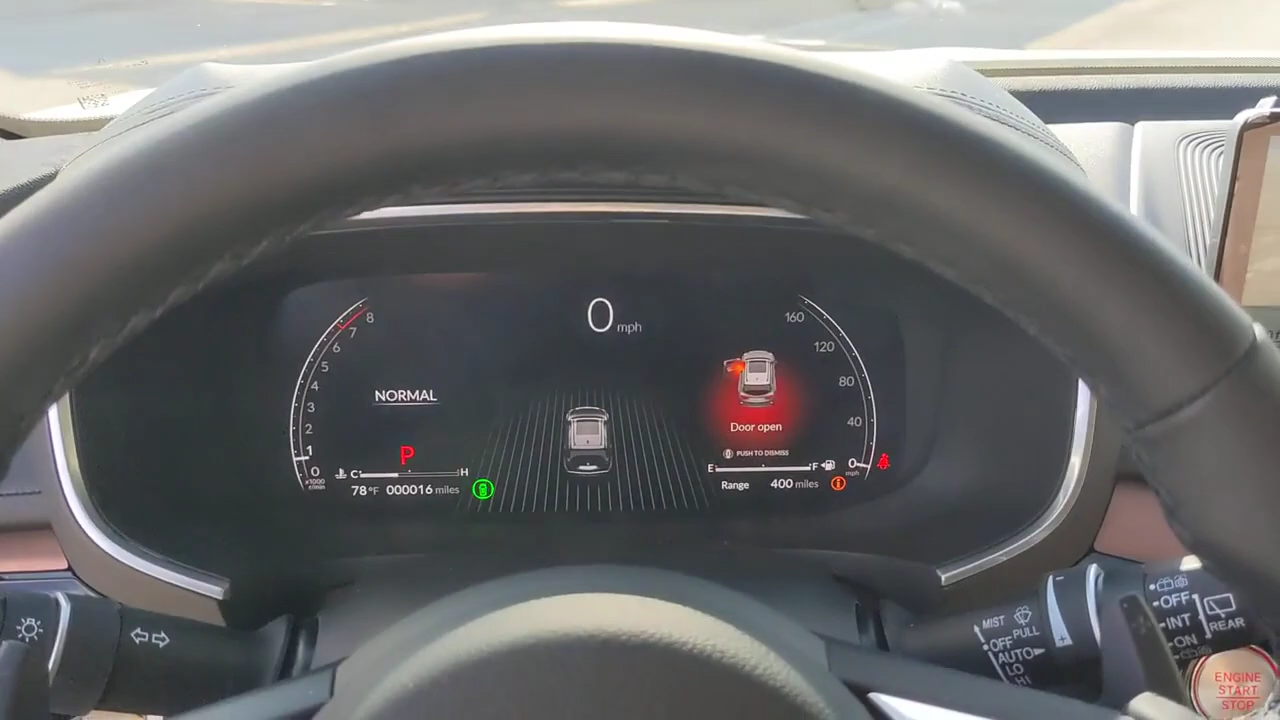 0 mph
8
7
6
5
4
3
2
1
0
x1000
r/min
NORMAL
P
C H
78°F 000016 miles
160
120
80
40
0
mph
Door open
PUSH TO DISMISS
E F
Range 400 miles
MIST
PULL
OFF
AUTO
LO
HI
OFF
INT
ON
REAR
ENGINE
START
STOP